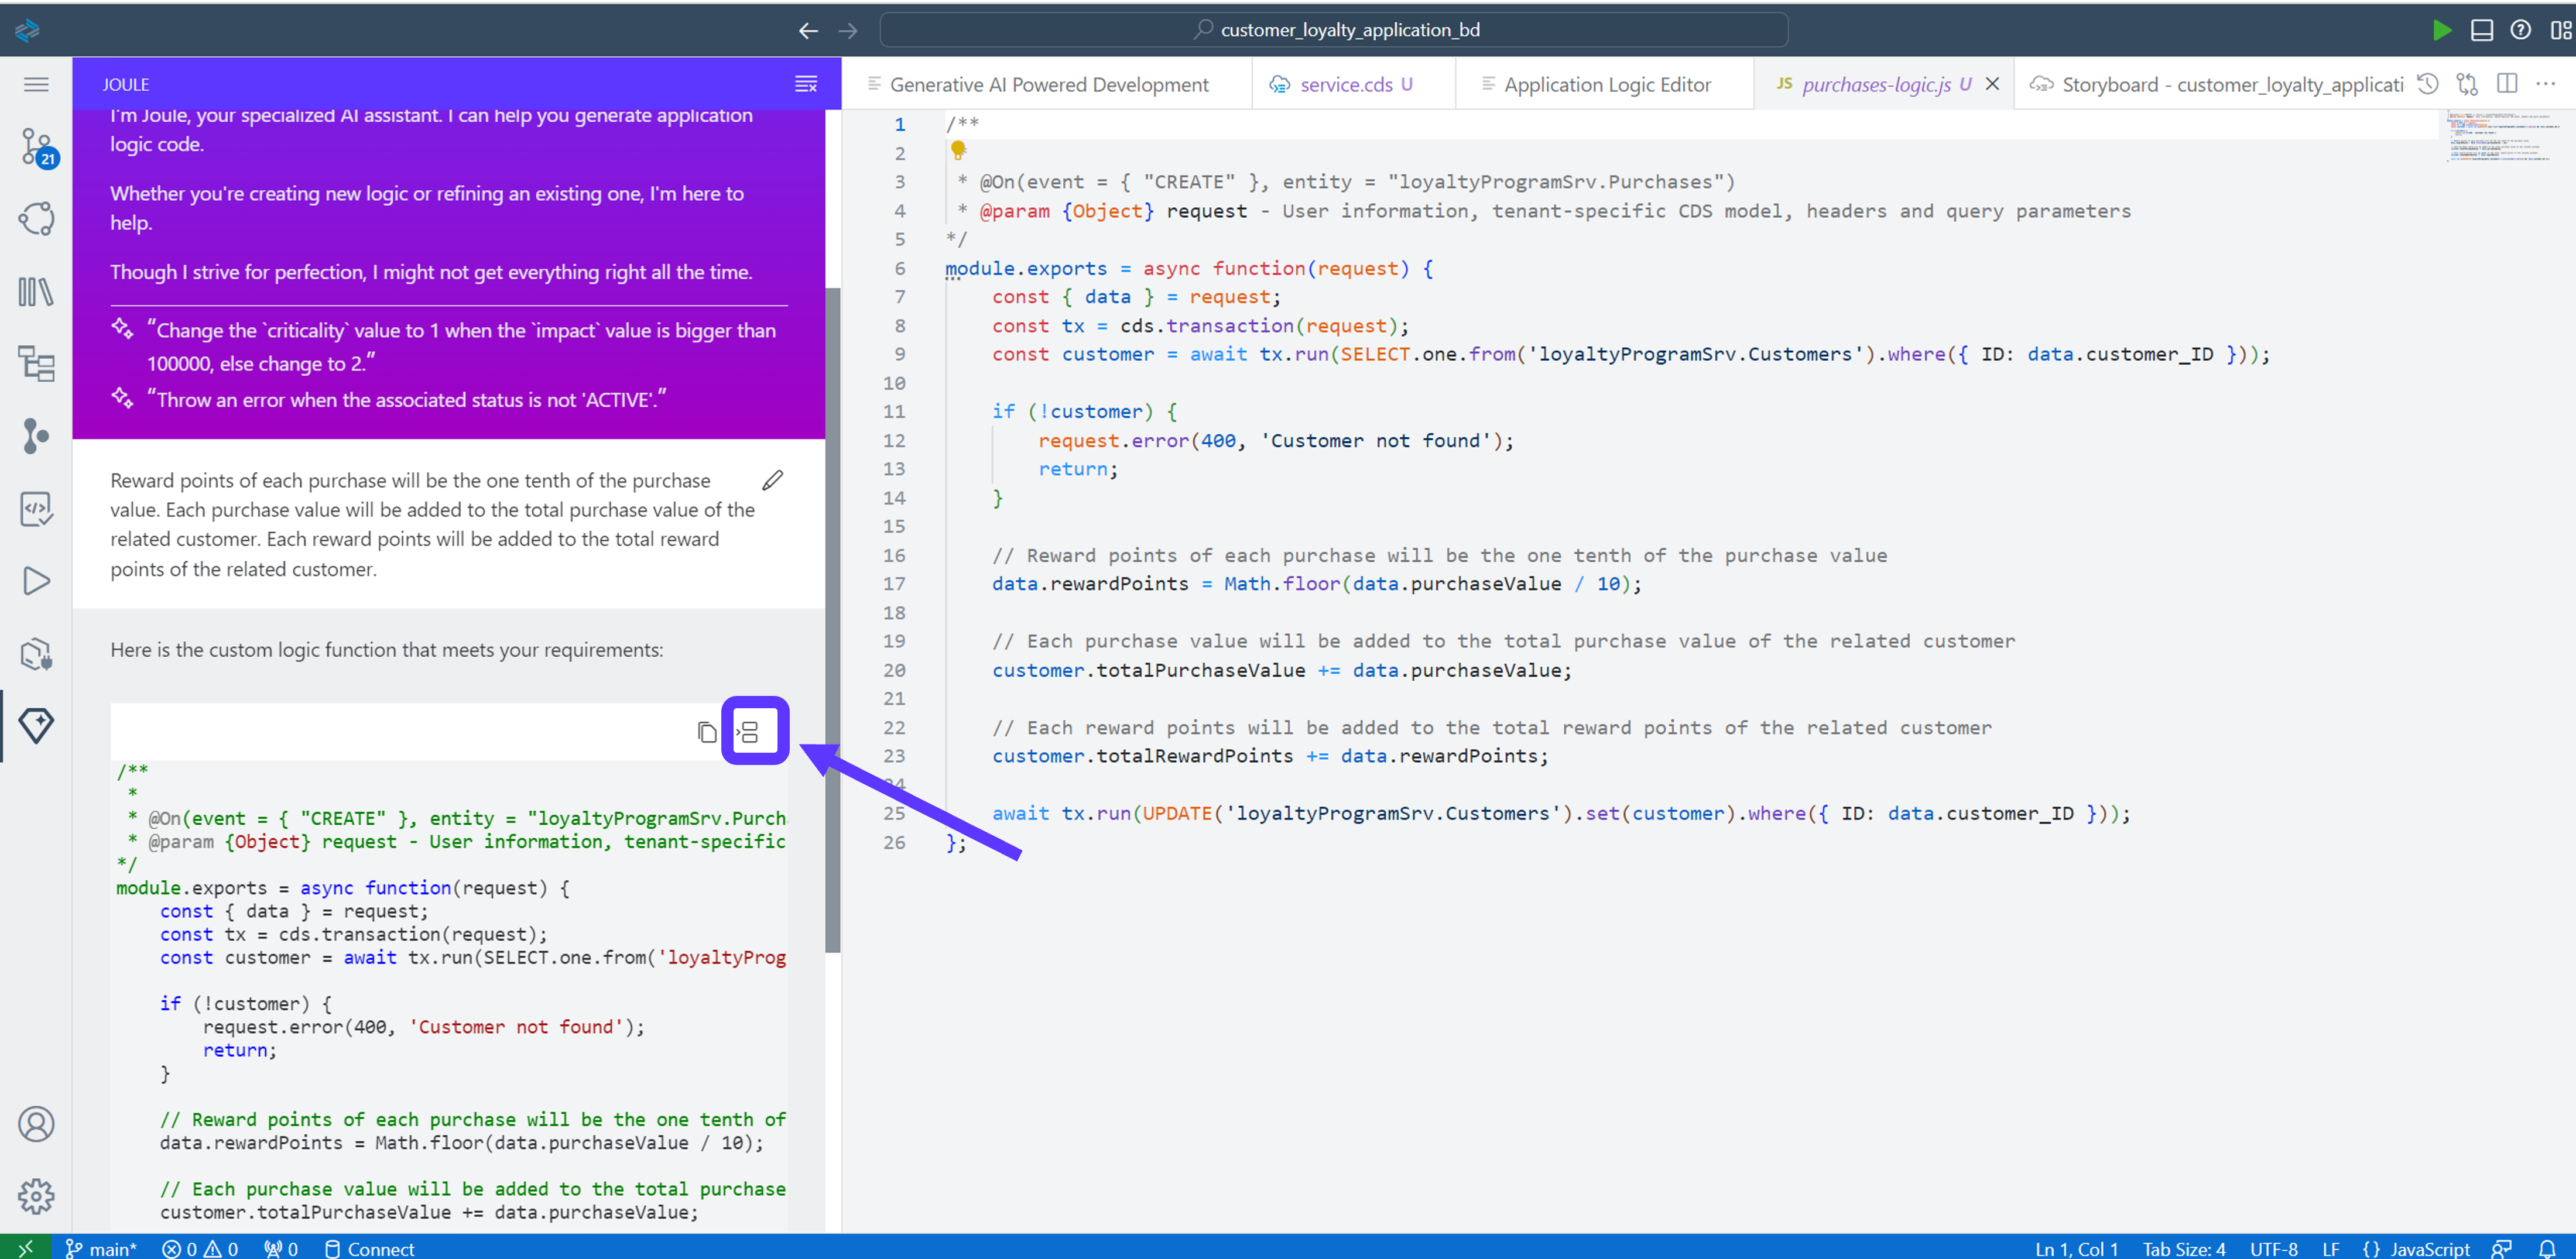 customer_loyalty_application_bd
JOULE
Generative AI Powered Development
service.cds U
Application Logic Editor
JS purchases-logic.js U
Storyboard - customer_loyalty_applicati
21
I'm Joule, your specialized AI assistant. I can help you generate application
logic code.
Whether you're creating new logic or refining an existing one, I'm here to
help.
Though I strive for perfection, I might not get everything right all the time.
“Change the `criticality` value to 1 when the `impact` value is bigger than
100000, else change to 2.”
“Throw an error when the associated status is not 'ACTIVE'.”
Reward points of each purchase will be the one tenth of the purchase
value. Each purchase value will be added to the total purchase value of the
related customer. Each reward points will be added to the total reward
points of the related customer.
Here is the custom logic function that meets your requirements:
/**
*
* @On(event = { "CREATE" }, entity = "loyaltyProgramSrv.Purch
* @param {Object} request - User information, tenant-specific
*/
module.exports = async function(request) {
const { data } = request;
const tx = cds.transaction(request);
const customer = await tx.run(SELECT.one.from('loyaltyProg
if (!customer) {
request.error(400, 'Customer not found');
return;
}
// Reward points of each purchase will be the one tenth of
data.rewardPoints = Math.floor(data.purchaseValue / 10);
// Each purchase value will be added to the total purchase
customer.totalPurchaseValue += data.purchaseValue;
1 /**
2
3 * @On(event = { "CREATE" }, entity = "loyaltyProgramSrv.Purchases")
4 * @param {Object} request - User information, tenant-specific CDS model, headers and query parameters
5 */
6 module.exports = async function(request) {
7 const { data } = request;
8 const tx = cds.transaction(request);
9 const customer = await tx.run(SELECT.one.from('loyaltyProgramSrv.Customers').where({ ID: data.customer_ID }));
10
11 if (!customer) {
12 request.error(400, 'Customer not found');
13 return;
14 }
15
16 // Reward points of each purchase will be the one tenth of the purchase value
17 data.rewardPoints = Math.floor(data.purchaseValue / 10);
18
19 // Each purchase value will be added to the total purchase value of the related customer
20 customer.totalPurchaseValue += data.purchaseValue;
21
22 // Each reward points will be added to the total reward points of the related customer
23 customer.totalRewardPoints += data.rewardPoints;
24
25 await tx.run(UPDATE('loyaltyProgramSrv.Customers').set(customer).where({ ID: data.customer_ID }));
26 };
main* 0 0 0 Connect
Ln 1, Col 1 Tab Size: 4 UTF-8 LF {} JavaScript